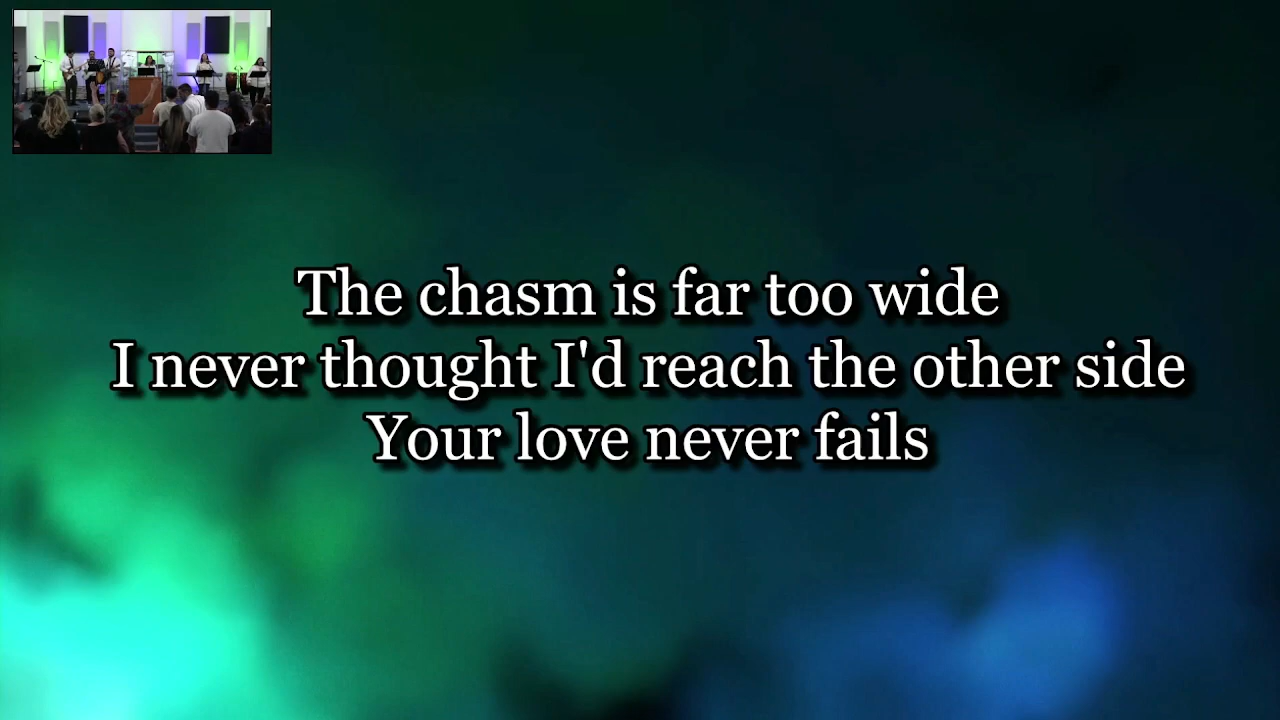 The chasm is far too wide
I never thought I'd reach the other side
Your love never fails